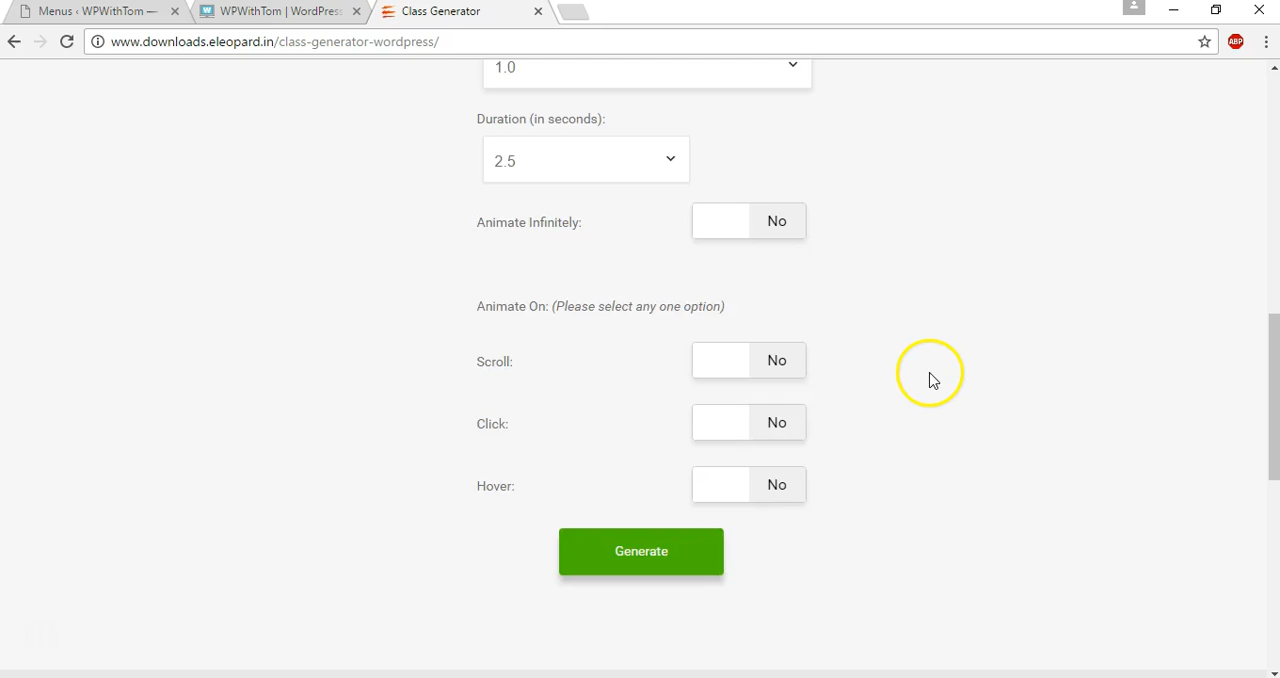 Menus ‹ WPWithTom —
WPWithTom | WordPress
Class Generator
www.downloads.eleopard.in/class-generator-wordpress/
ABP
1.0
Duration (in seconds):
2.5
Animate Infinitely:
No
Animate On: (Please select any one option)
Scroll:
No
Click:
No
Hover:
No
Generate